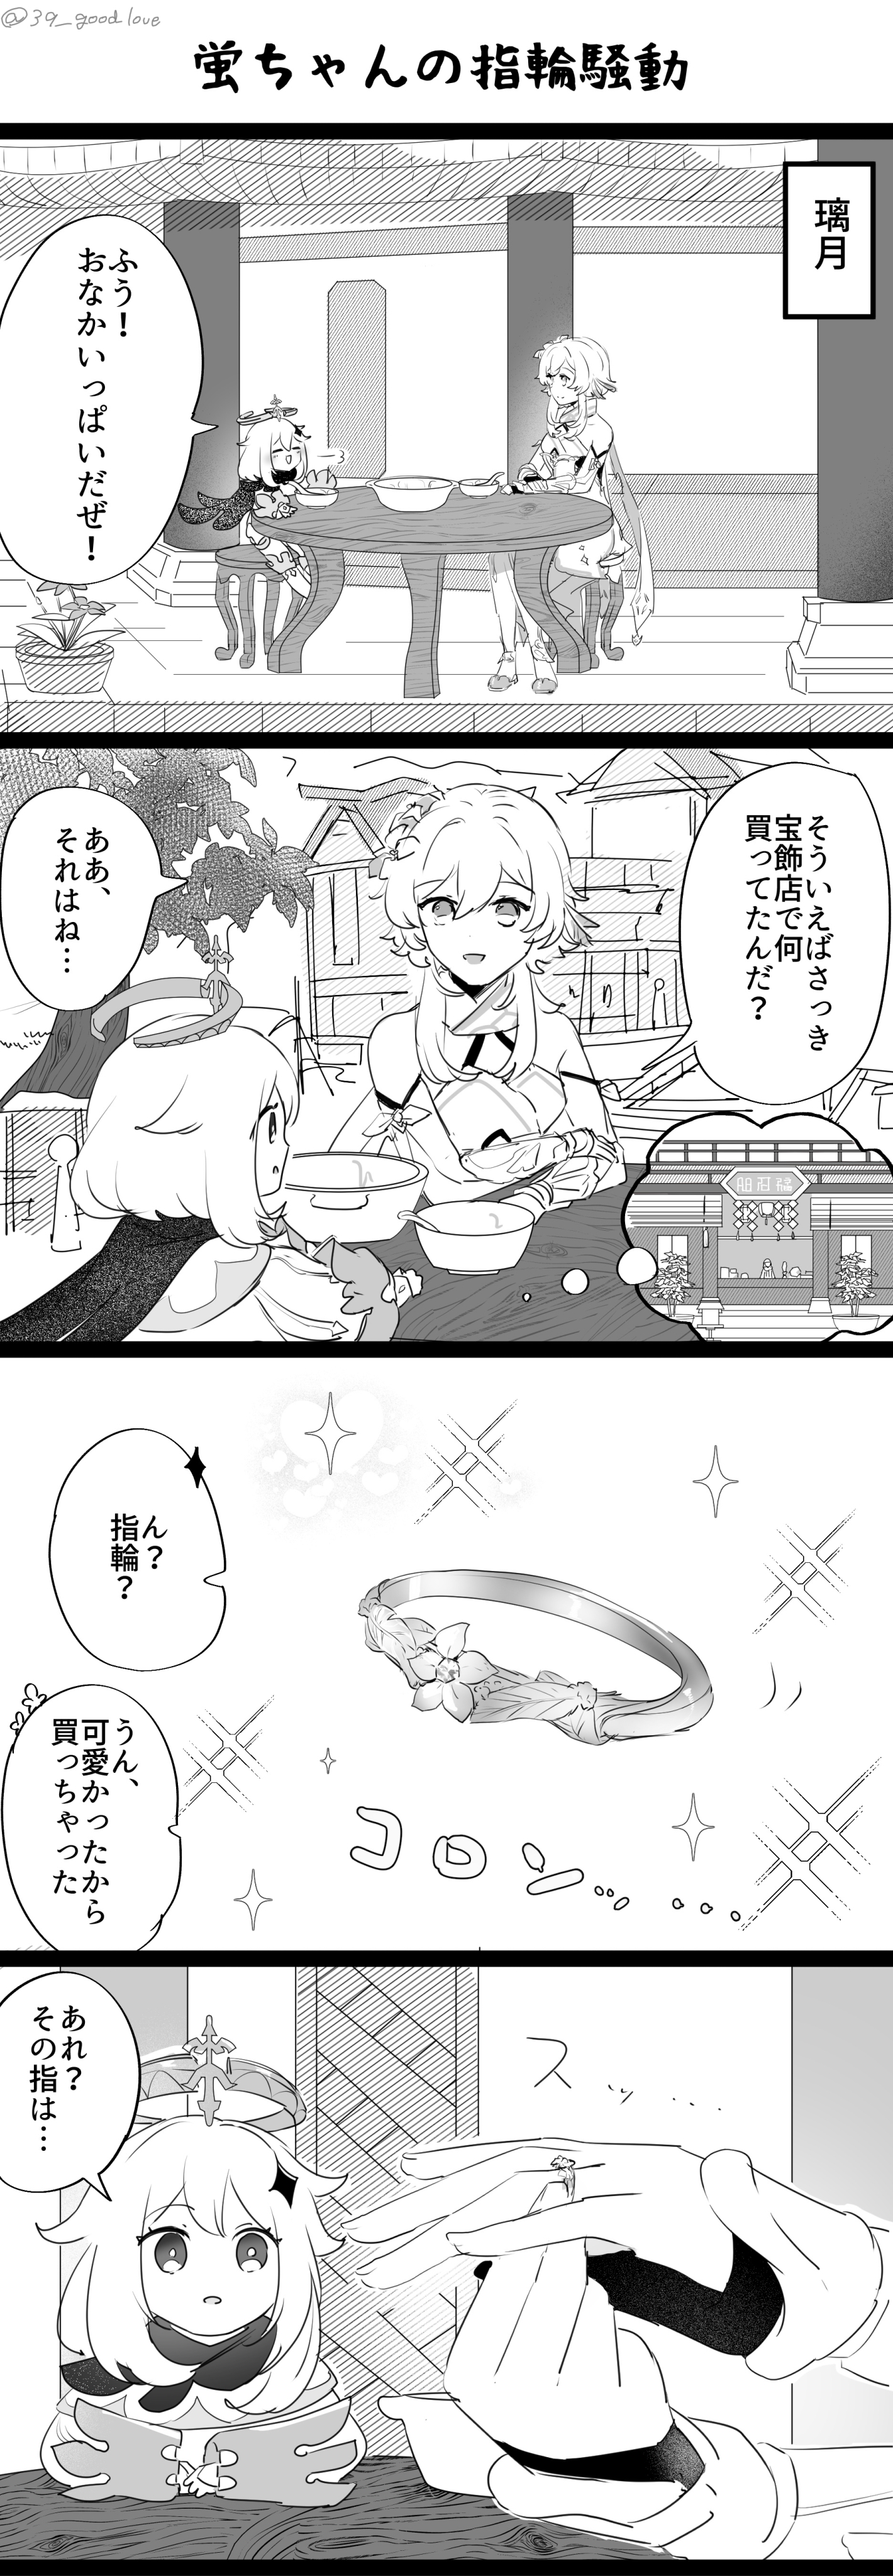 @39_good love
蛍ちゃんの指輪騒動
璃月
ふう!
おなかいっぱいだぜ!
そういえばさっき
宝飾店で何
買ってたんだ?
ああ、
それはね…
ん?
指輪?
コロン…
うん、
可愛かったから
買っちゃった
ス…
あれ?
その指は…